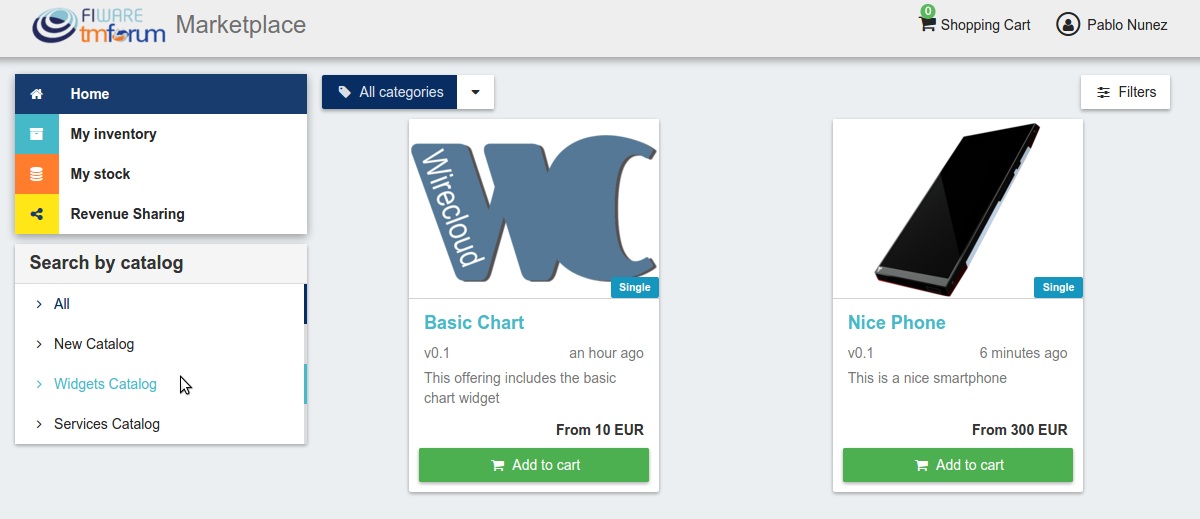 FIWARE
tmforum
Marketplace
0
Shopping Cart
Pablo Nunez
Home
My inventory
My stock
Revenue Sharing
Search by catalog
All
New Catalog
Widgets Catalog
Services Catalog
All categories
Filters
Wirecloud
WC
Single
Basic Chart
v0.1 an hour ago
This offering includes the basic
chart widget
From 10 EUR
Add to cart
Single
Nice Phone
v0.1 6 minutes ago
This is a nice smartphone
From 300 EUR
Add to cart